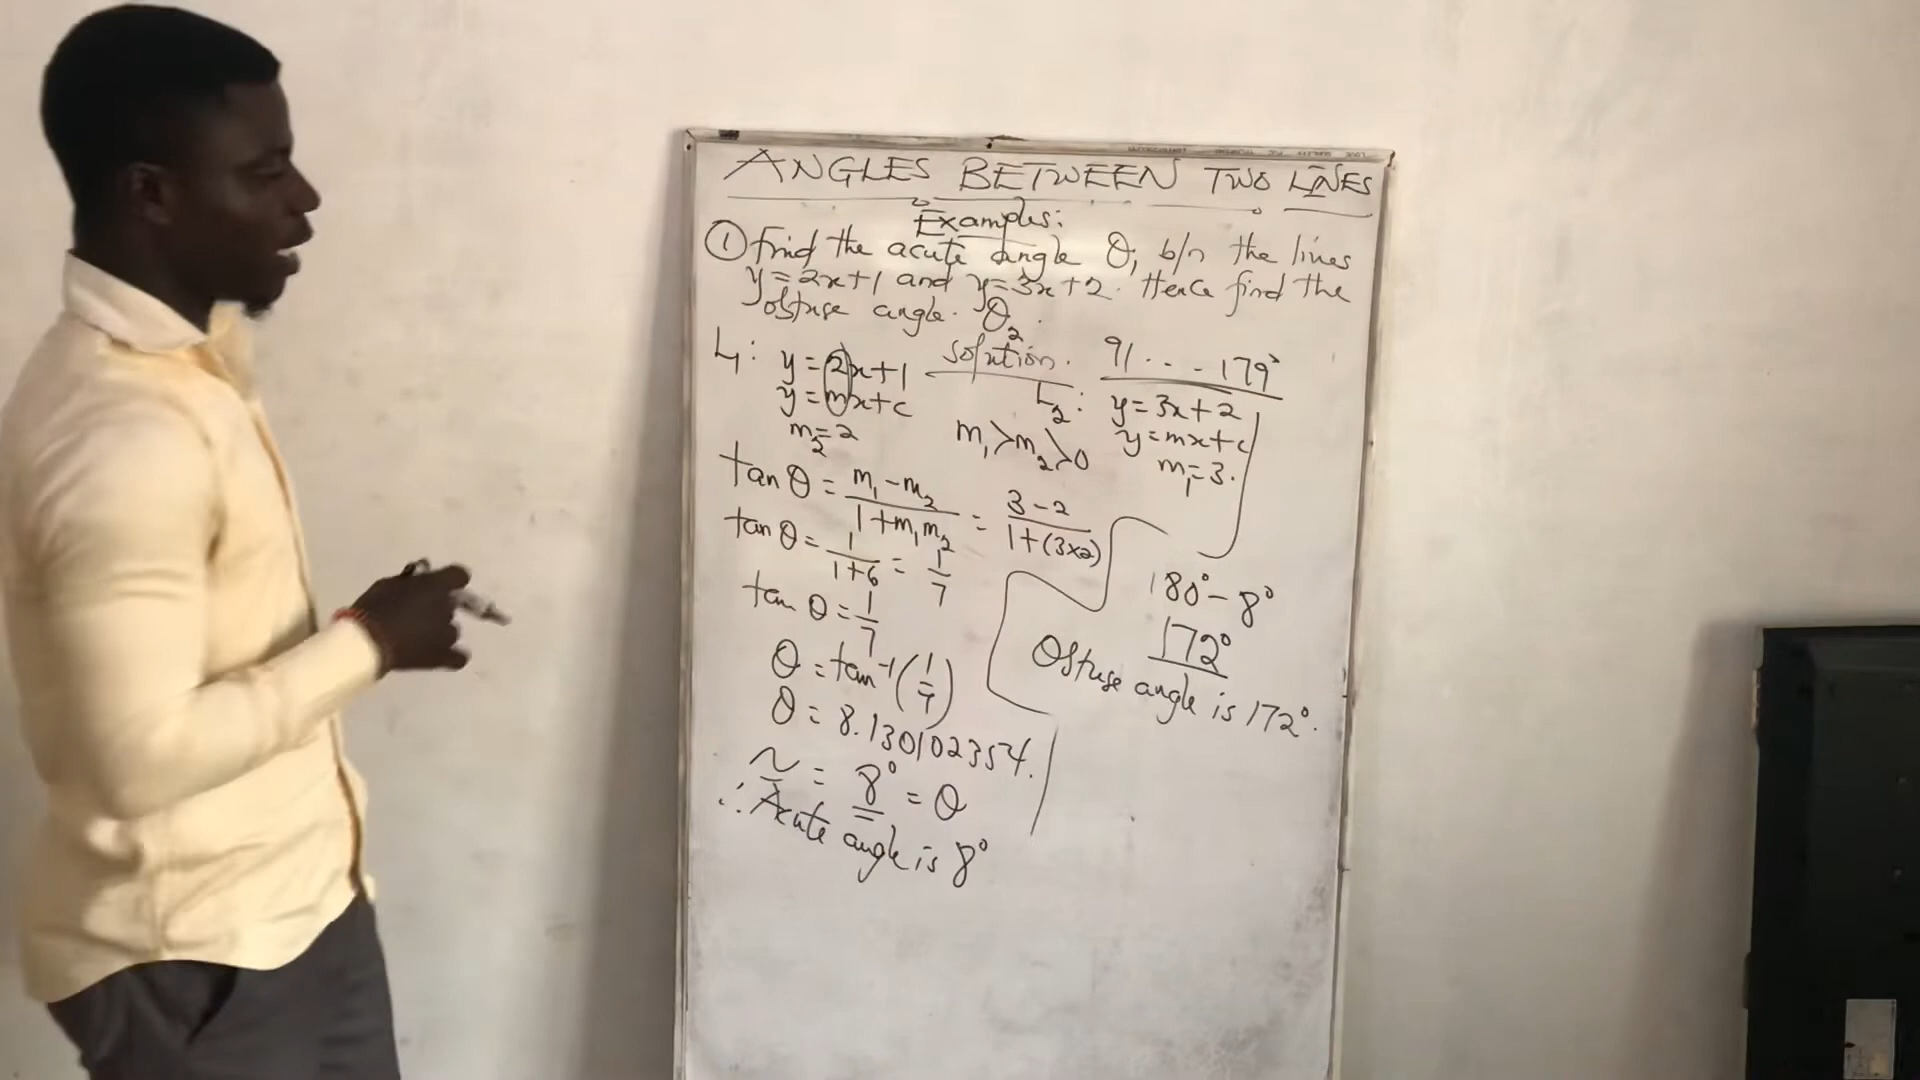 ANGLES BETWEEN TWO LINES
Examples:
① Find the acute angle θ, b/n the lines
y = 2x+1 and y = 3x+2. Hence find the
obtuse angle. θ₂.
solution.
91 . . - 179°
L₁: y = 2x+1
y = mx+c
m₂ = 2
m₁ > m₂ > 0
L₂: y = 3x+2
y = mx+c
m₁ = 3.
tan θ = (m₁ - m₂)/(1+m₁m₂) = (3 - 2)/(1+(3×2))
tan θ = 1/(1+6) = 1/7
tan θ = 1/7
θ = tan⁻¹(1/7)
θ = 8.130102354.
≃ = 8° = θ
∴ Acute angle is 8°
180° - 8°
172°
Obtuse angle is 172°.